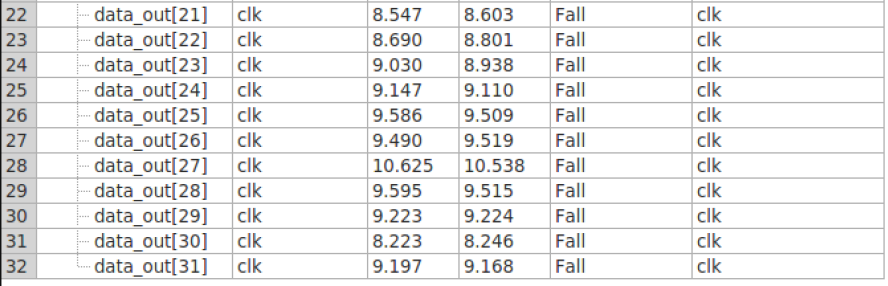 22 data_out[21] clk 8.547 8.603 Fall clk
23 data_out[22] clk 8.690 8.801 Fall clk
24 data_out[23] clk 9.030 8.938 Fall clk
25 data_out[24] clk 9.147 9.110 Fall clk
26 data_out[25] clk 9.586 9.509 Fall clk
27 data_out[26] clk 9.490 9.519 Fall clk
28 data_out[27] clk 10.625 10.538 Fall clk
29 data_out[28] clk 9.595 9.515 Fall clk
30 data_out[29] clk 9.223 9.224 Fall clk
31 data_out[30] clk 8.223 8.246 Fall clk
32 data_out[31] clk 9.197 9.168 Fall clk